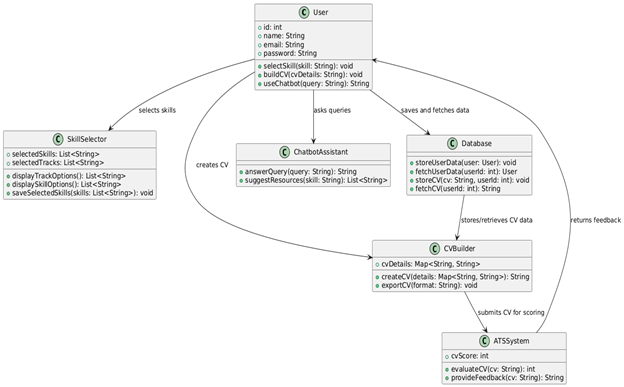 C User
id: int
name: String
email: String
password: String
selectSkill(skill: String): void
buildCV(cvDetails: String): void
useChatbot(query: String): String
selects skills
asks queries
saves and fetches data
C SkillSelector
selectedSkills: List<String>
selectedTracks: List<String>
displayTrackOptions(): List<String>
displaySkillOptions(): List<String>
saveSelectedSkills(skills: List<String>): void
creates CV
C ChatbotAssistant
answerQuery(query: String): String
suggestResources(skill: String): List<String>
C Database
storeUserData(user: User): void
fetchUserData(userId: int): User
storeCV(cv: String, userId: int): void
fetchCV(userId: int): String
stores/retrieves CV data
returns feedback
C CVBuilder
cvDetails: Map<String, String>
createCV(details: Map<String, String>): String
exportCV(format: String): void
submits CV for scoring
C ATSSystem
cvScore: int
evaluateCV(cv: String): int
provideFeedback(cv: String): String